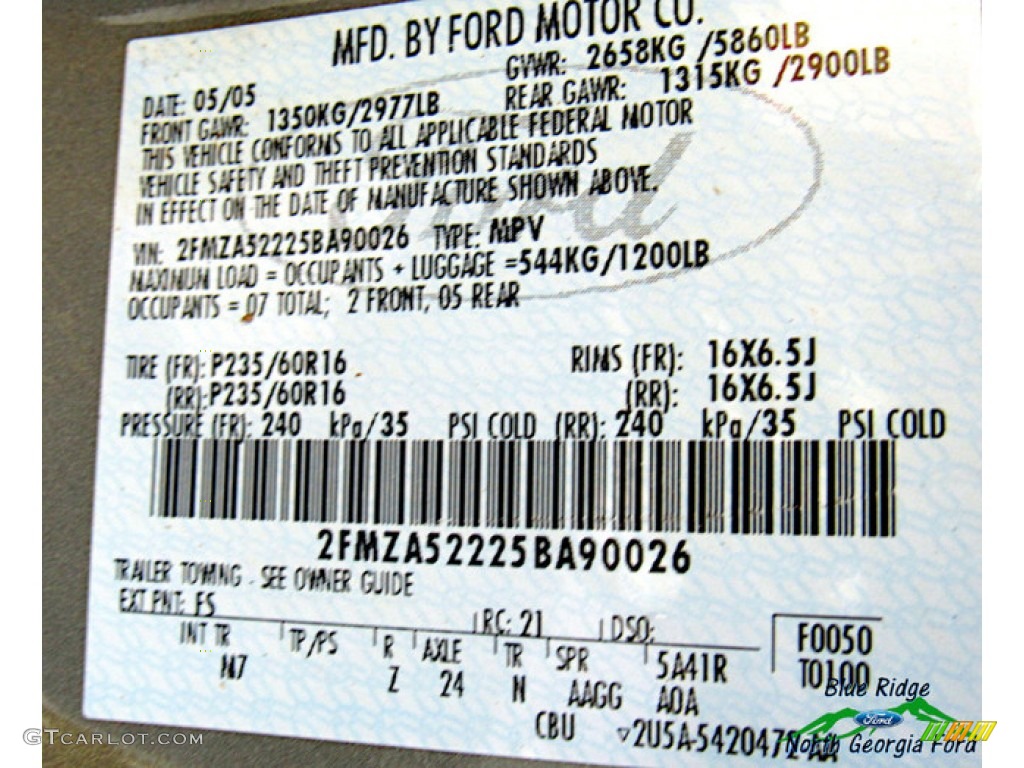 MFD. BY FORD MOTOR CO.
DATE: 05/05 GVWR: 2658KG /5860LB
FRONT GAWR: 1350KG/2977LB REAR GAWR: 1315KG /2900LB
THIS VEHICLE CONFORMS TO ALL APPLICABLE FEDERAL MOTOR
VEHICLE SAFETY AND THEFT PREVENTION STANDARDS
IN EFFECT ON THE DATE OF MANUFACTURE SHOWN ABOVE.
VIN: 2FMZA52225BA90026 TYPE: MPV
MAXIMUM LOAD = OCCUPANTS + LUGGAGE =544KG/1200LB
OCCUPANTS = 07 TOTAL; 2 FRONT, 05 REAR
TIRE (FR): P235/60R16 RIMS (FR): 16X6.5J
(RR): P235/60R16 (RR): 16X6.5J
PRESSURE (FR): 240 kPa/35 PSI COLD (RR): 240 kPa/35 PSI COLD
2FMZA52225BA90026
TRAILER TOWING - SEE OWNER GUIDE
EXT PNT: FS RC: 21 DSO: F0050
INT TR TP/PS R AXLE TR SPR 5A41R T0100
N7 Z 24 N AAGG AOA
CBU ▿2U5A-5420472-AA
Blue Ridge
Ford
North Georgia Ford
GTCARLOT.COM